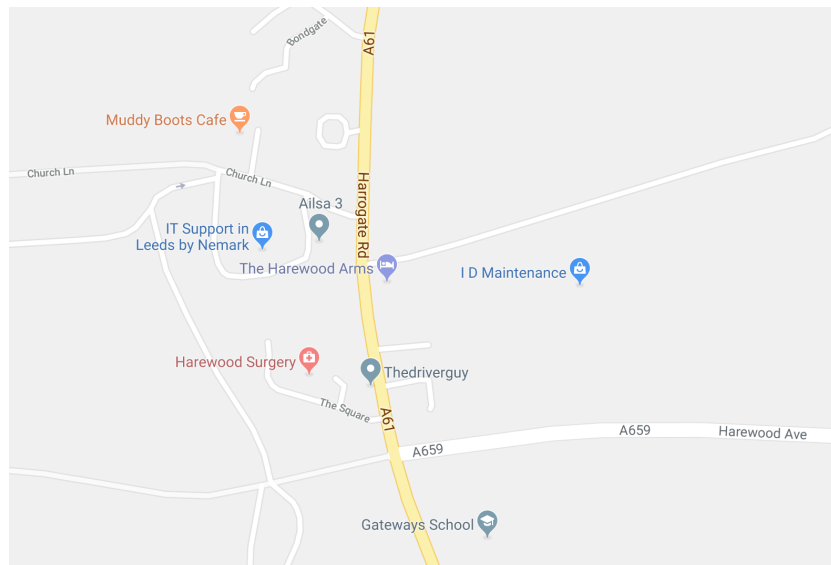 Bondgate
A61
Muddy Boots Cafe
Church Ln
Church Ln
Harrogate Rd
Ailsa 3
IT Support in
Leeds by Nemark
The Harewood Arms
I D Maintenance
Harewood Surgery
Thedriverguy
The Square
A61
A659
A659
Harewood Ave
Gateways School